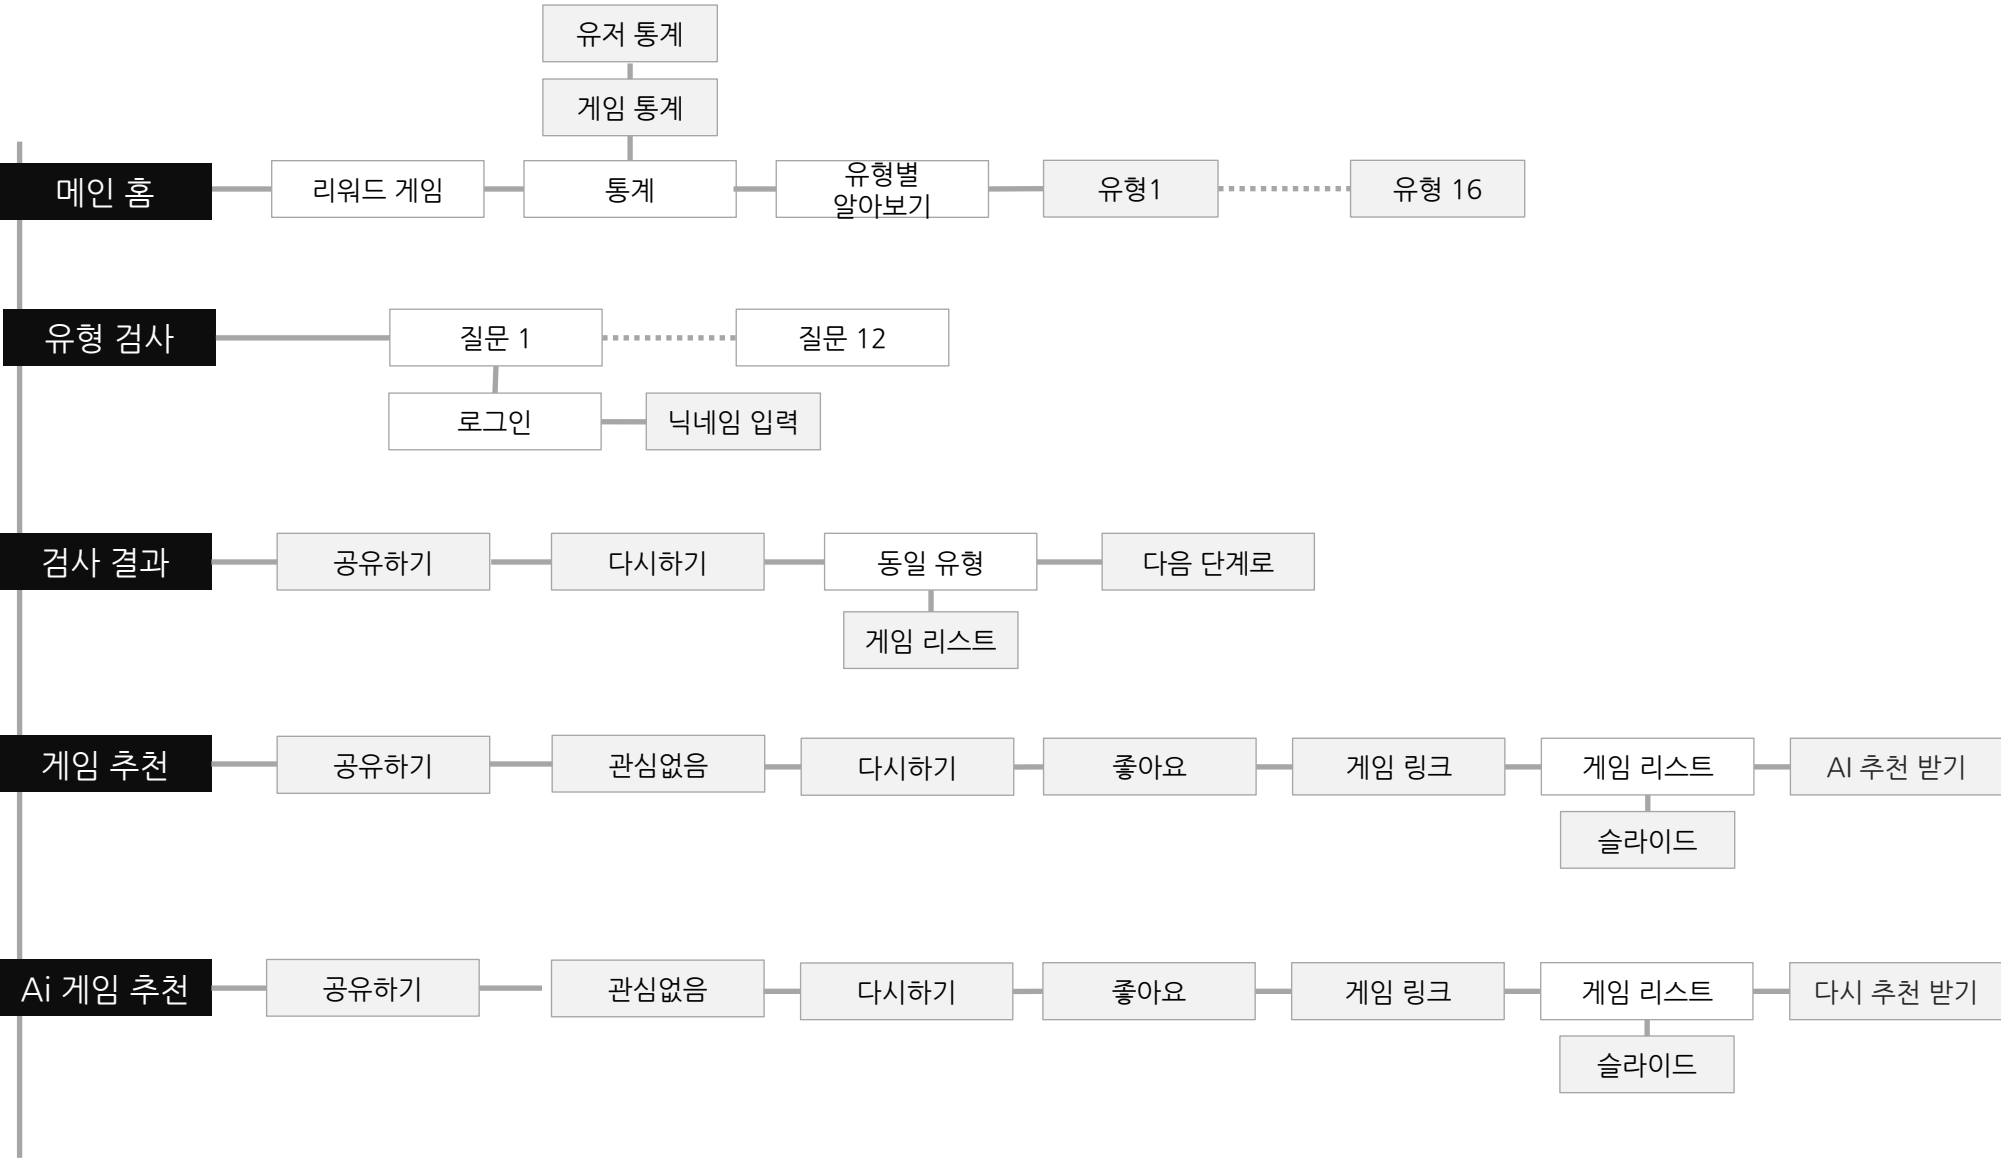 유저 통계
게임 통계
메인 홈
리워드 게임
통계
유형별
알아보기
유형1
유형 16
유형 검사
질문 1
질문 12
로그인
닉네임 입력
검사 결과
공유하기
다시하기
동일 유형
다음 단계로
게임 리스트
게임 추천
공유하기
관심없음
다시하기
좋아요
게임 링크
게임 리스트
AI 추천 받기
슬라이드
Ai 게임 추천
공유하기
관심없음
다시하기
좋아요
게임 링크
게임 리스트
다시 추천 받기
슬라이드